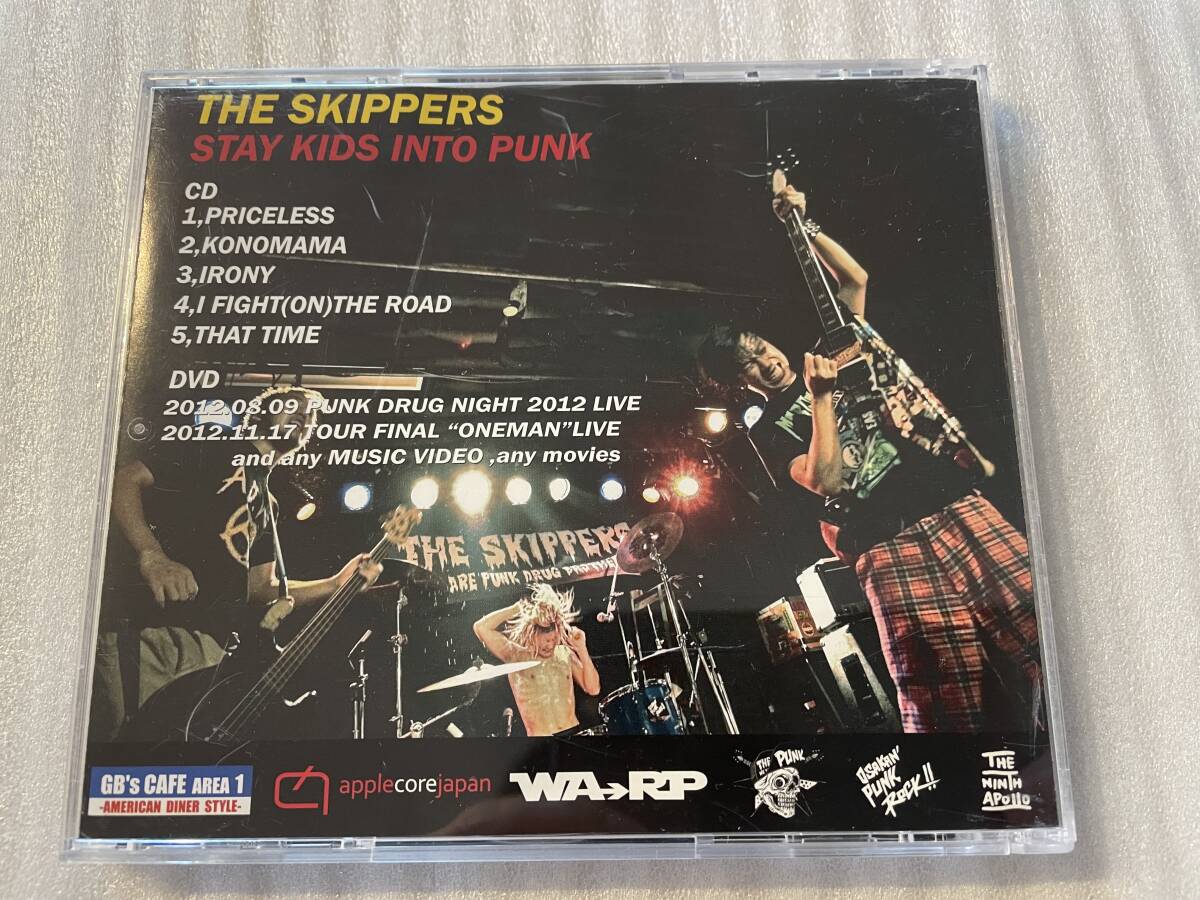 THE SKIPPERS
STAY KIDS INTO PUNK
CD
1,PRICELESS
2,KONOMAMA
3,IRONY
4,I FIGHT(ON)THE ROAD
5,THAT TIME
DVD
2012.08.09 PUNK DRUG NIGHT 2012 LIVE
2012.11.17 TOUR FINAL “ONEMAN”LIVE
and any MUSIC VIDEO ,any movies
THE SKIPPERS
ARE PUNK DRUG
GB's CAFE AREA 1
-AMERICAN DINER STYLE-
applecorejapan
WA→RP
THE PUNK
OSAKAN'
PUNK
ROCK!!
THE
NINTH
APOLLO